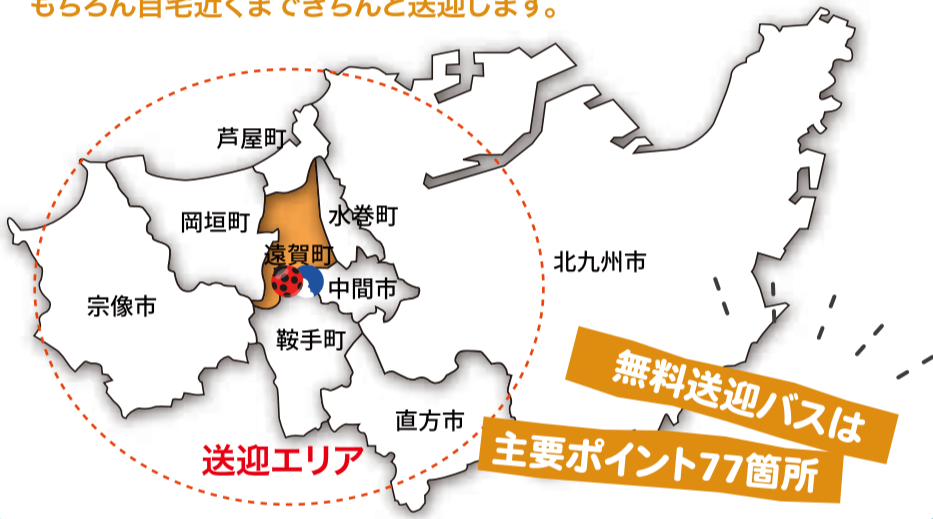 もちろん自宅近くまできちんと送迎します。
芦屋町
岡垣町
水巻町
遠賀町
中間市
北九州市
宗像市
鞍手町
直方市
送迎エリア
無料送迎バスは
主要ポイント77箇所